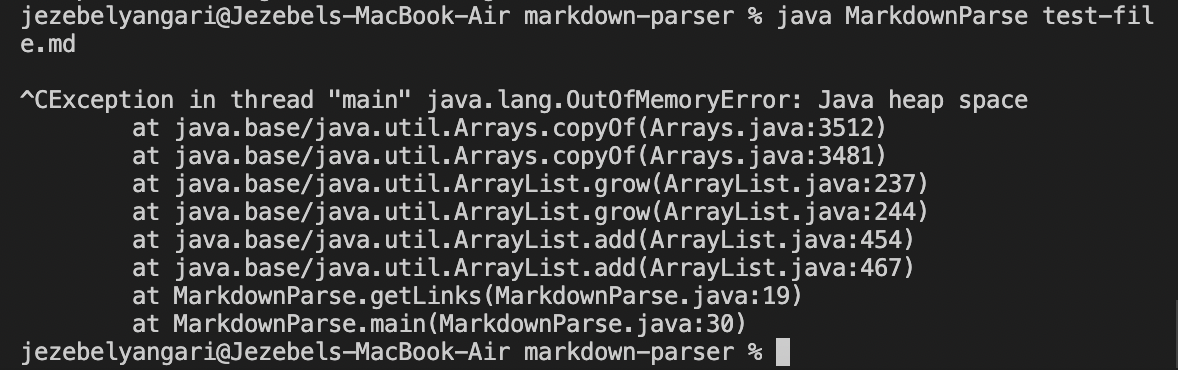 jezebelyangari@Jezebels-MacBook-Air markdown-parser % java MarkdownParse test-fil
e.md
^CException in thread "main" java.lang.OutOfMemoryError: Java heap space
at java.base/java.util.Arrays.copyOf(Arrays.java:3512)
at java.base/java.util.Arrays.copyOf(Arrays.java:3481)
at java.base/java.util.ArrayList.grow(ArrayList.java:237)
at java.base/java.util.ArrayList.grow(ArrayList.java:244)
at java.base/java.util.ArrayList.add(ArrayList.java:454)
at java.base/java.util.ArrayList.add(ArrayList.java:467)
at MarkdownParse.getLinks(MarkdownParse.java:19)
at MarkdownParse.main(MarkdownParse.java:30)
jezebelyangari@Jezebels-MacBook-Air markdown-parser %